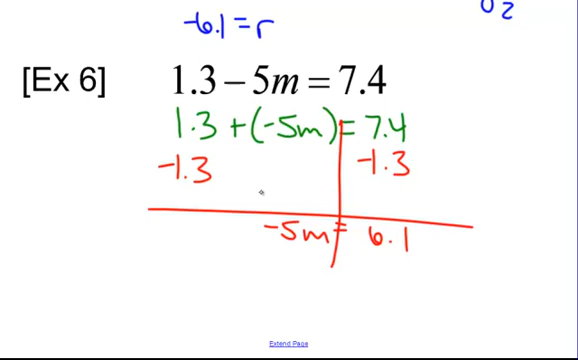 -6.1 = r
02
[Ex 6] 1.3 – 5m = 7.4
1.3 + (-5m) = 7.4
-1.3 -1.3
-5m = 6.1
Extend Page